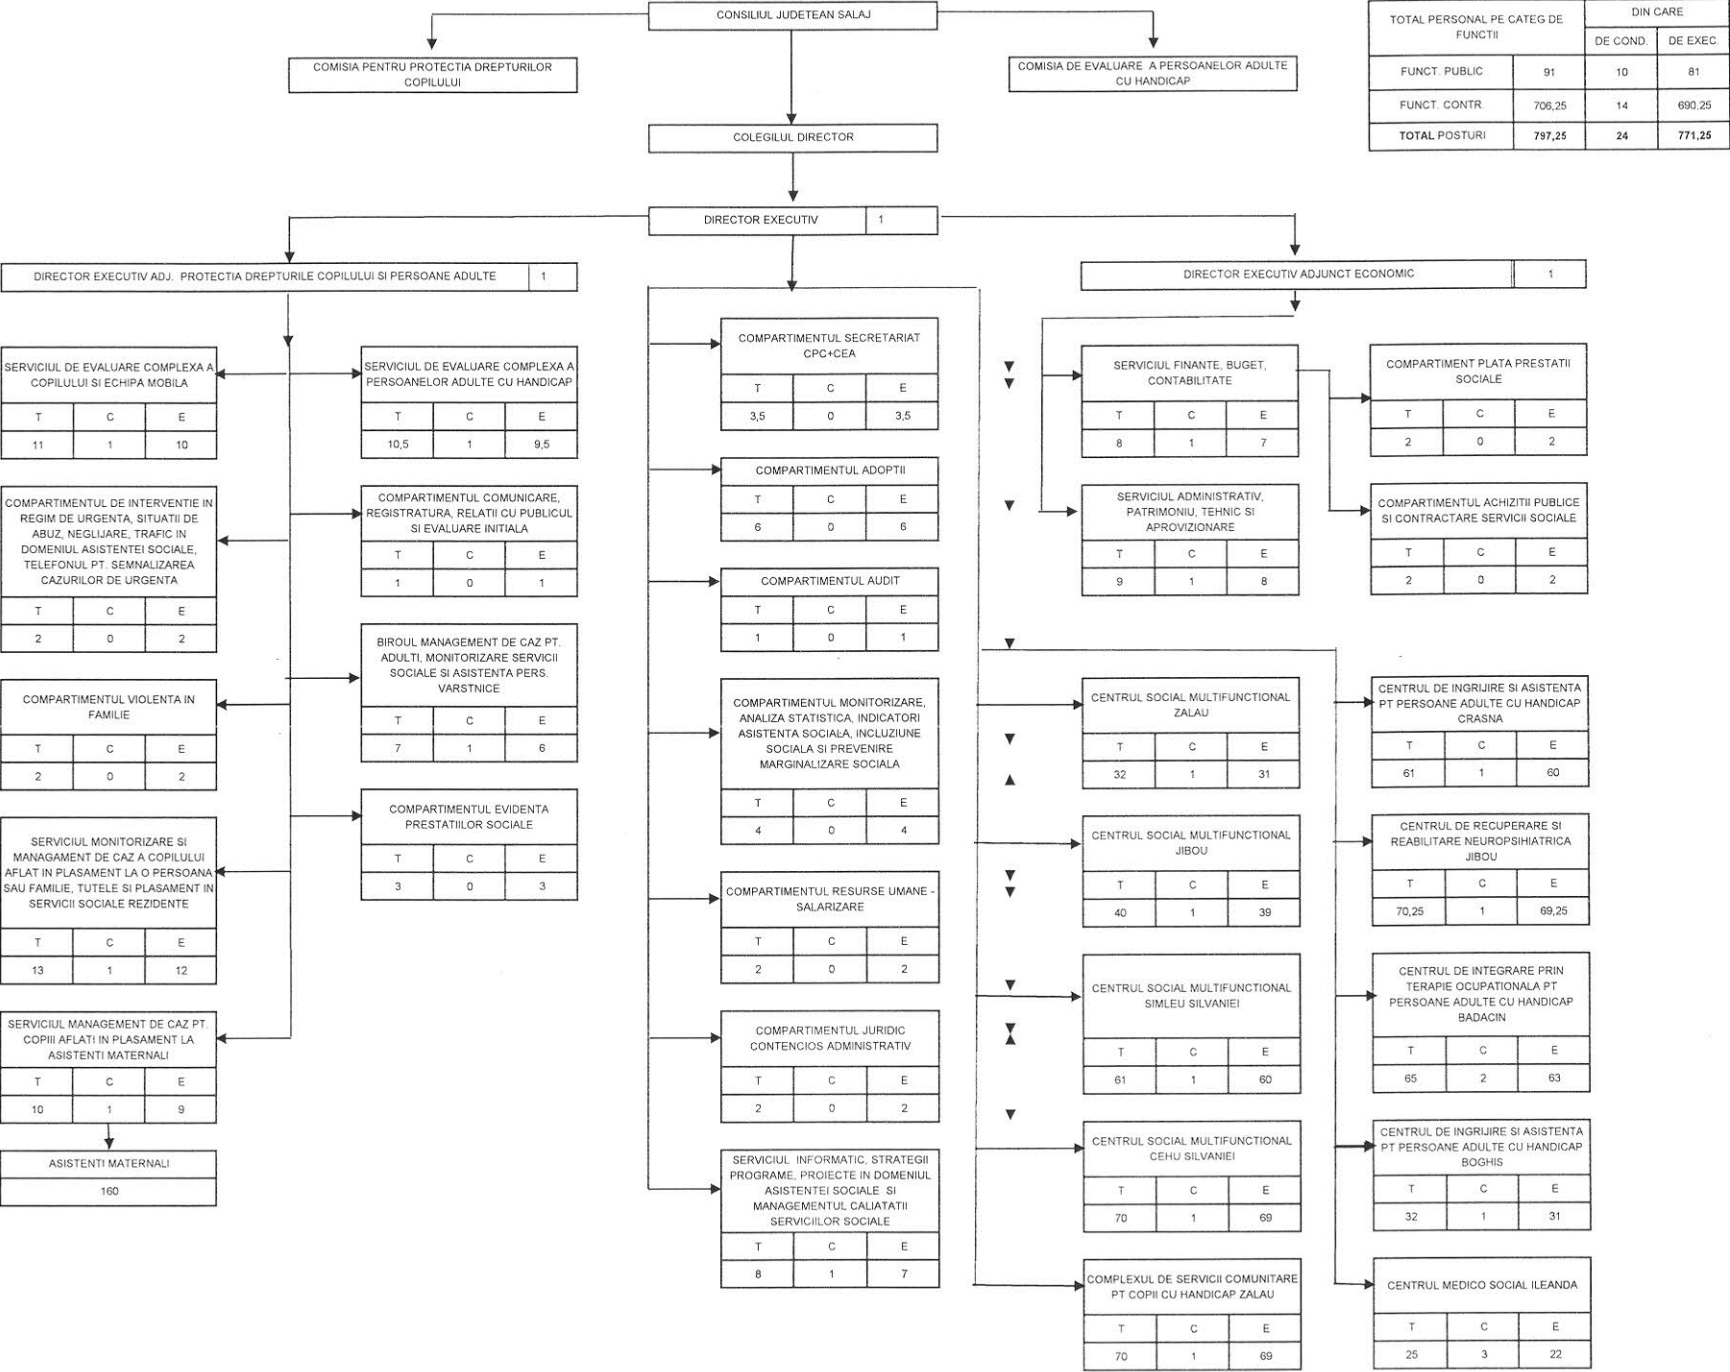 CONSILIUL JUDETEAN SALAJ
COMISIA PENTRU PROTECTIA DREPTURILOR
COPILULUI
COMISIA DE EVALUARE A PERSOANELOR ADULTE
CU HANDICAP
TOTAL PERSONAL PE CATEG DE
FUNCTII
DIN CARE
DE COND. DE EXEC.
FUNCT. PUBLIC 91 10 81
FUNCT. CONTR. 706,25 14 690,25
TOTAL POSTURI 797,25 24 771,25
COLEGIUL DIRECTOR
DIRECTOR EXECUTIV 1
DIRECTOR EXECUTIV ADJ. PROTECTIA DREPTURILE COPILULUI SI PERSOANE ADULTE 1
DIRECTOR EXECUTIV ADJUNCT ECONOMIC 1
SERVICIUL DE EVALUARE COMPLEXA A
COPILULUI SI ECHIPA MOBILA
T C E
11 1 10
COMPARTIMENTUL DE INTERVENTIE IN
REGIM DE URGENTA, SITUATII DE
ABUZ, NEGLIJARE, TRAFIC IN
DOMENIUL ASISTENTEI SOCIALE,
TELEFONUL PT. SEMNALIZAREA
CAZURILOR DE URGENTA
T C E
2 0 2
COMPARTIMENTUL VIOLENTA IN
FAMILIE
T C E
2 0 2
SERVICIUL MONITORIZARE SI
MANAGAMENT DE CAZ A COPILULUI
AFLAT IN PLASAMENT LA O PERSOANA
SAU FAMILIE, TUTELE SI PLASAMENT IN
SERVICII SOCIALE REZIDENTE
T C E
13 1 12
SERVICIUL MANAGEMENT DE CAZ PT.
COPIII AFLATI IN PLASAMENT LA
ASISTENTI MATERNALI
T C E
10 1 9
ASISTENTI MATERNALI
160
SERVICIUL DE EVALUARE COMPLEXA A
PERSOANELOR ADULTE CU HANDICAP
T C E
10,5 1 9,5
COMPARTIMENTUL COMUNICARE,
REGISTRATURA, RELATII CU PUBLICUL
SI EVALUARE INITIALA
T C E
1 0 1
BIROUL MANAGEMENT DE CAZ PT.
ADULTI, MONITORIZARE SERVICII
SOCIALE SI ASISTENTA PERS.
VARSTNICE
T C E
7 1 6
COMPARTIMENTUL EVIDENTA
PRESTATIILOR SOCIALE
T C E
3 0 3
COMPARTIMENTUL SECRETARIAT
CPC+CEA
T C E
3,5 0 3,5
COMPARTIMENTUL ADOPTII
T C E
6 0 6
COMPARTIMENTUL AUDIT
T C E
1 0 1
COMPARTIMENTUL MONITORIZARE,
ANALIZA STATISTICA, INDICATORI
ASISTENTA SOCIALA, INCLUZIUNE
SOCIALA SI PREVENIRE
MARGINALIZARE SOCIALA
T C E
4 0 4
COMPARTIMENTUL RESURSE UMANE -
SALARIZARE
T C E
2 0 2
COMPARTIMENTUL JURIDIC
CONTENCIOS ADMINISTRATIV
T C E
2 0 2
SERVICIUL INFORMATIC, STRATEGII
PROGRAME, PROIECTE IN DOMENIUL
ASISTENTEI SOCIALE SI
MANAGEMENTUL CALIATATII
SERVICIILOR SOCIALE
T C E
8 1 7
SERVICIUL FINANTE, BUGET,
CONTABILITATE
T C E
8 1 7
SERVICIUL ADMINISTRATIV,
PATRIMONIU, TEHNIC SI
APROVIZIONARE
T C E
9 1 8
COMPARTIMENT PLATA PRESTATII
SOCIALE
T C E
2 0 2
COMPARTIMENTUL ACHIZITII PUBLICE
SI CONTRACTARE SERVICII SOCIALE
T C E
2 0 2
CENTRUL SOCIAL MULTIFUNCTIONAL
ZALAU
T C E
32 1 31
CENTRUL SOCIAL MULTIFUNCTIONAL
JIBOU
T C E
40 1 39
CENTRUL SOCIAL MULTIFUNCTIONAL
SIMLEU SILVANIEI
T C E
61 1 60
CENTRUL SOCIAL MULTIFUNCTIONAL
CEHU SILVANIEI
T C E
70 1 69
COMPLEXUL DE SERVICII COMUNITARE
PT COPII CU HANDICAP ZALAU
T C E
70 1 69
CENTRUL DE INGRIJIRE SI ASISTENTA
PT PERSOANE ADULTE CU HANDICAP
CRASNA
T C E
61 1 60
CENTRUL DE RECUPERARE SI
REABILITARE NEUROPSIHIATRICA
JIBOU
T C E
70,25 1 69,25
CENTRUL DE INTEGRARE PRIN
TERAPIE OCUPATIONALA PT
PERSOANE ADULTE CU HANDICAP
BADACIN
T C E
65 2 63
CENTRUL DE INGRIJIRE SI ASISTENTA
PT PERSOANE ADULTE CU HANDICAP
BOGHIS
T C E
32 1 31
CENTRUL MEDICO SOCIAL ILEANDA
T C E
25 3 22